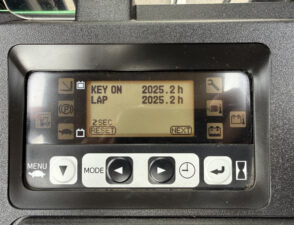 KEY ON 2025.2 h
LAP 2025.2 h
2SEC
RESET NEXT
MENU MODE